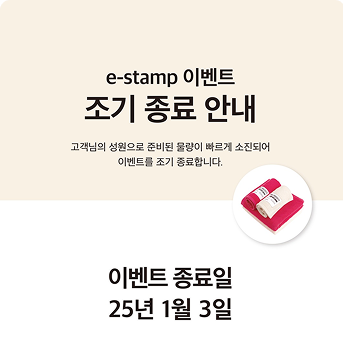 e-stamp 이벤트
조기 종료 안내
고객님의 성원으로 준비된 물량이 빠르게 소진되어
이벤트를 조기 종료합니다.
이벤트 종료일
25년 1월 3일